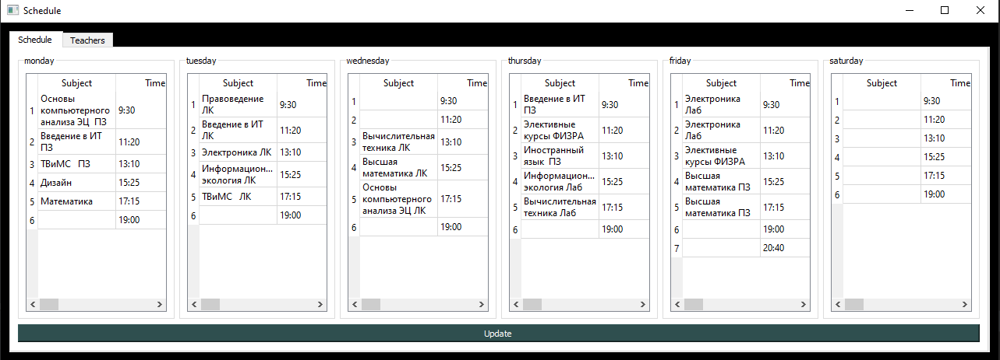 Schedule
Schedule
Teachers
monday
Subject
Time
1
Основы
компьютерного
анализа ЭЦ  ПЗ
9:30
2
Введение в ИТ
ПЗ
11:20
3
ТВиМС   ПЗ
13:10
4
Дизайн
15:25
5
Математика
17:15
6
19:00
tuesday
Subject
Time
1
Правоведение
ЛК
9:30
2
Введение в ИТ
ЛК
11:20
3
Электроника ЛК
13:10
4
Информацион...
экология ЛК
15:25
5
ТВиМС   ЛК
17:15
6
19:00
wednesday
Subject
Time
1
9:30
2
11:20
3
Вычислительная
техника ЛК
13:10
4
Высшая
математика ЛК
15:25
5
Основы
компьютерного
анализа ЭЦ ЛК
17:15
6
19:00
thursday
Subject
Time
1
Введение в ИТ
ПЗ
9:30
2
Элективные
курсы ФИЗРА
11:20
3
Иностранный
язык  ПЗ
13:10
4
Информацион...
экология Лаб
15:25
5
Вычислительная
техника Лаб
17:15
6
19:00
friday
Subject
Time
1
Электроника
Лаб
9:30
2
Электроника
Лаб
11:20
3
Элективные
курсы ФИЗРА
13:10
4
Высшая
математика ПЗ
15:25
5
Высшая
математика ПЗ
17:15
6
19:00
7
20:40
saturday
Subject
Time
1
9:30
2
11:20
3
13:10
4
15:25
5
17:15
6
19:00
Update